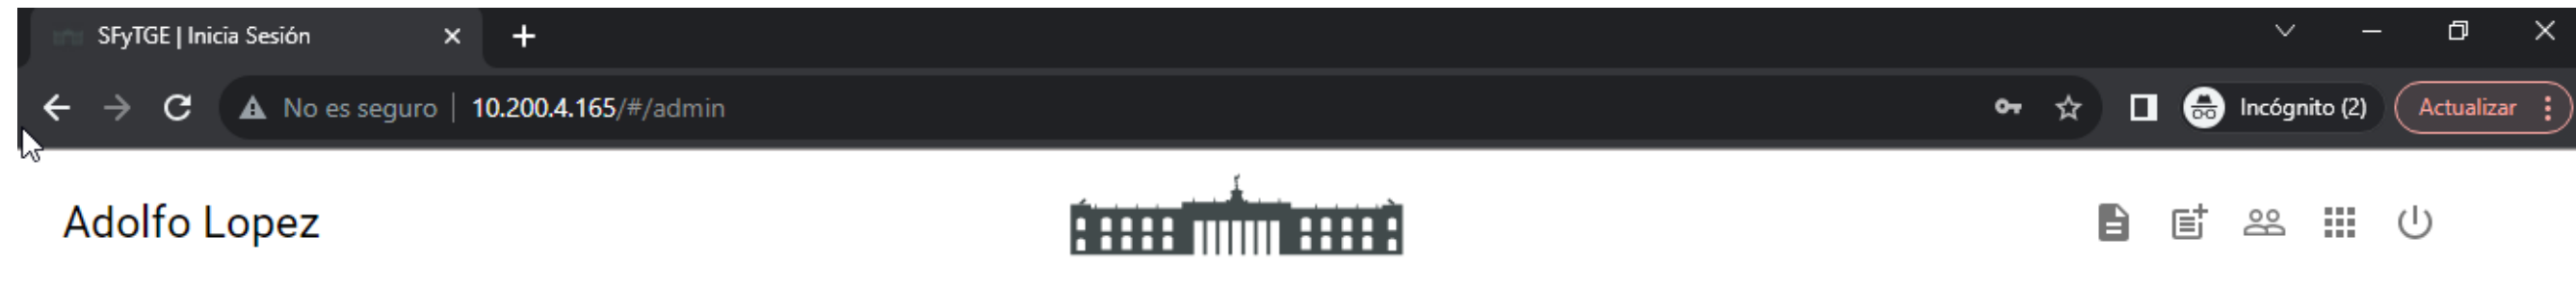 SFyTGE | Inicia Sesión
No es seguro | 10.200.4.165/#/admin
Incógnito (2)
Actualizar
Adolfo Lopez